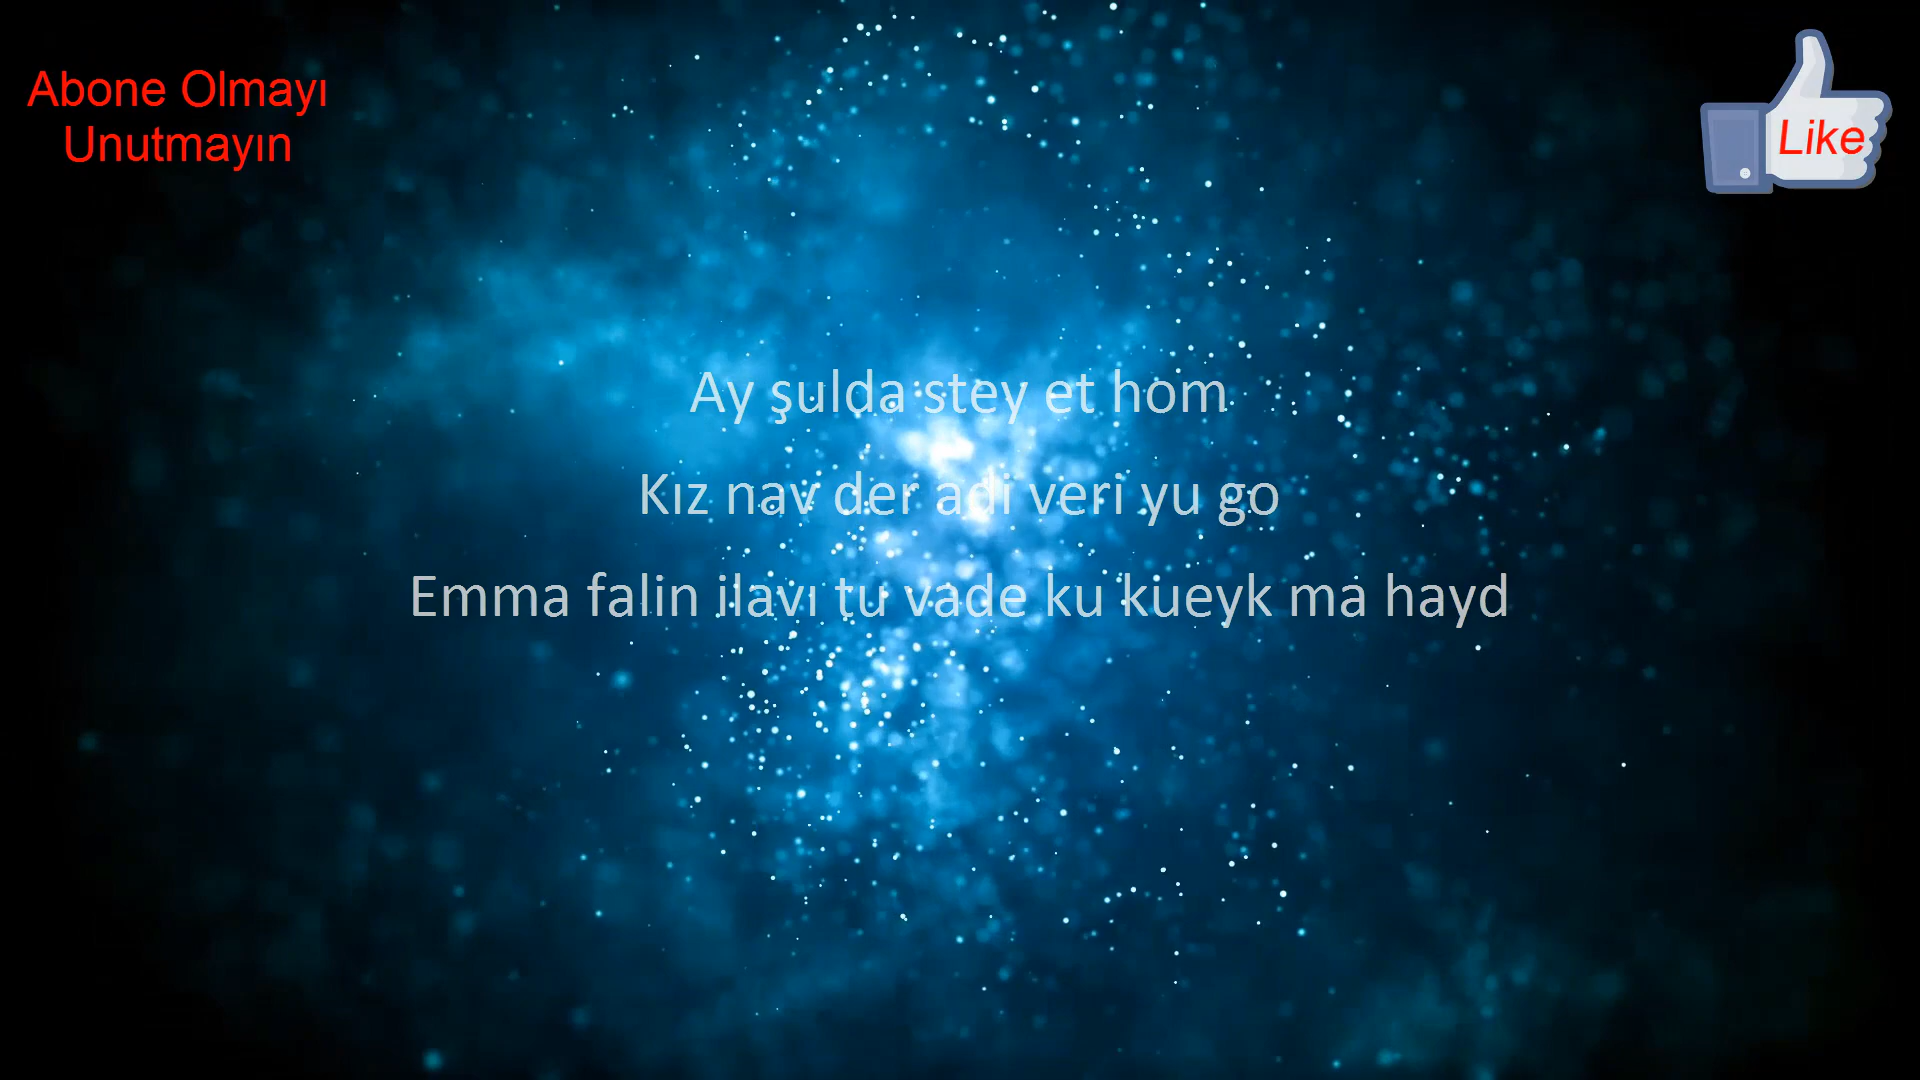 Abone Olmayı
Unutmayın
Like
Ay şulda stey et hom
Kız nav der adi veri yu go
Emma falin ilavı tu vade ku kueyk ma hayd